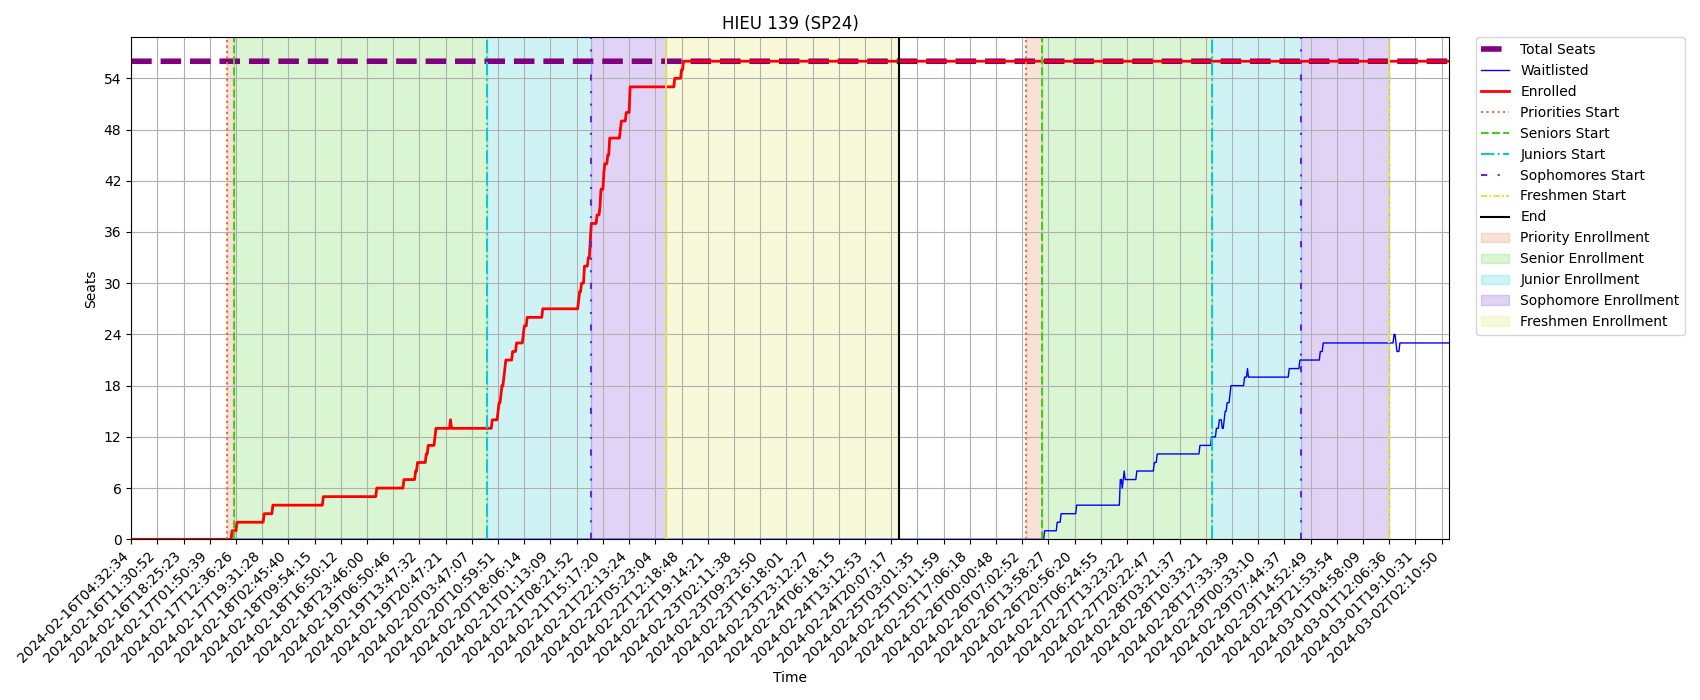 HIEU 139 (SP24)
Seats
54
48
42
36
30
24
18
12
6
0
2024-02-16T04:32:34
2024-02-16T11:30:52
2024-02-16T18:25:23
2024-02-17T01:50:39
2024-02-17T12:36:26
2024-02-17T19:31:28
2024-02-18T02:45:40
2024-02-18T09:54:15
2024-02-18T16:50:12
2024-02-18T23:46:00
2024-02-19T06:50:46
2024-02-19T13:47:32
2024-02-19T20:47:21
2024-02-20T03:47:07
2024-02-20T10:59:51
2024-02-20T18:06:14
2024-02-21T01:13:09
2024-02-21T08:21:52
2024-02-21T15:17:20
2024-02-21T22:13:24
2024-02-22T05:23:04
2024-02-22T12:18:48
2024-02-22T19:14:21
2024-02-23T02:11:38
2024-02-23T09:23:50
2024-02-23T16:18:01
2024-02-23T23:12:27
2024-02-24T06:18:15
2024-02-24T13:12:53
2024-02-24T20:07:17
2024-02-25T03:01:35
2024-02-25T10:11:59
2024-02-25T17:06:18
2024-02-26T00:00:48
2024-02-26T07:02:52
2024-02-26T13:58:27
2024-02-26T20:56:20
2024-02-27T06:24:55
2024-02-27T13:23:22
2024-02-27T20:22:47
2024-02-28T03:21:37
2024-02-28T10:33:21
2024-02-28T17:33:39
2024-02-29T00:33:10
2024-02-29T07:44:37
2024-02-29T14:52:49
2024-02-29T21:53:54
2024-03-01T04:58:09
2024-03-01T12:06:36
2024-03-01T19:10:31
2024-03-02T02:10:50
Time
Total Seats
Waitlisted
Enrolled
Priorities Start
Seniors Start
Juniors Start
Sophomores Start
Freshmen Start
End
Priority Enrollment
Senior Enrollment
Junior Enrollment
Sophomore Enrollment
Freshmen Enrollment